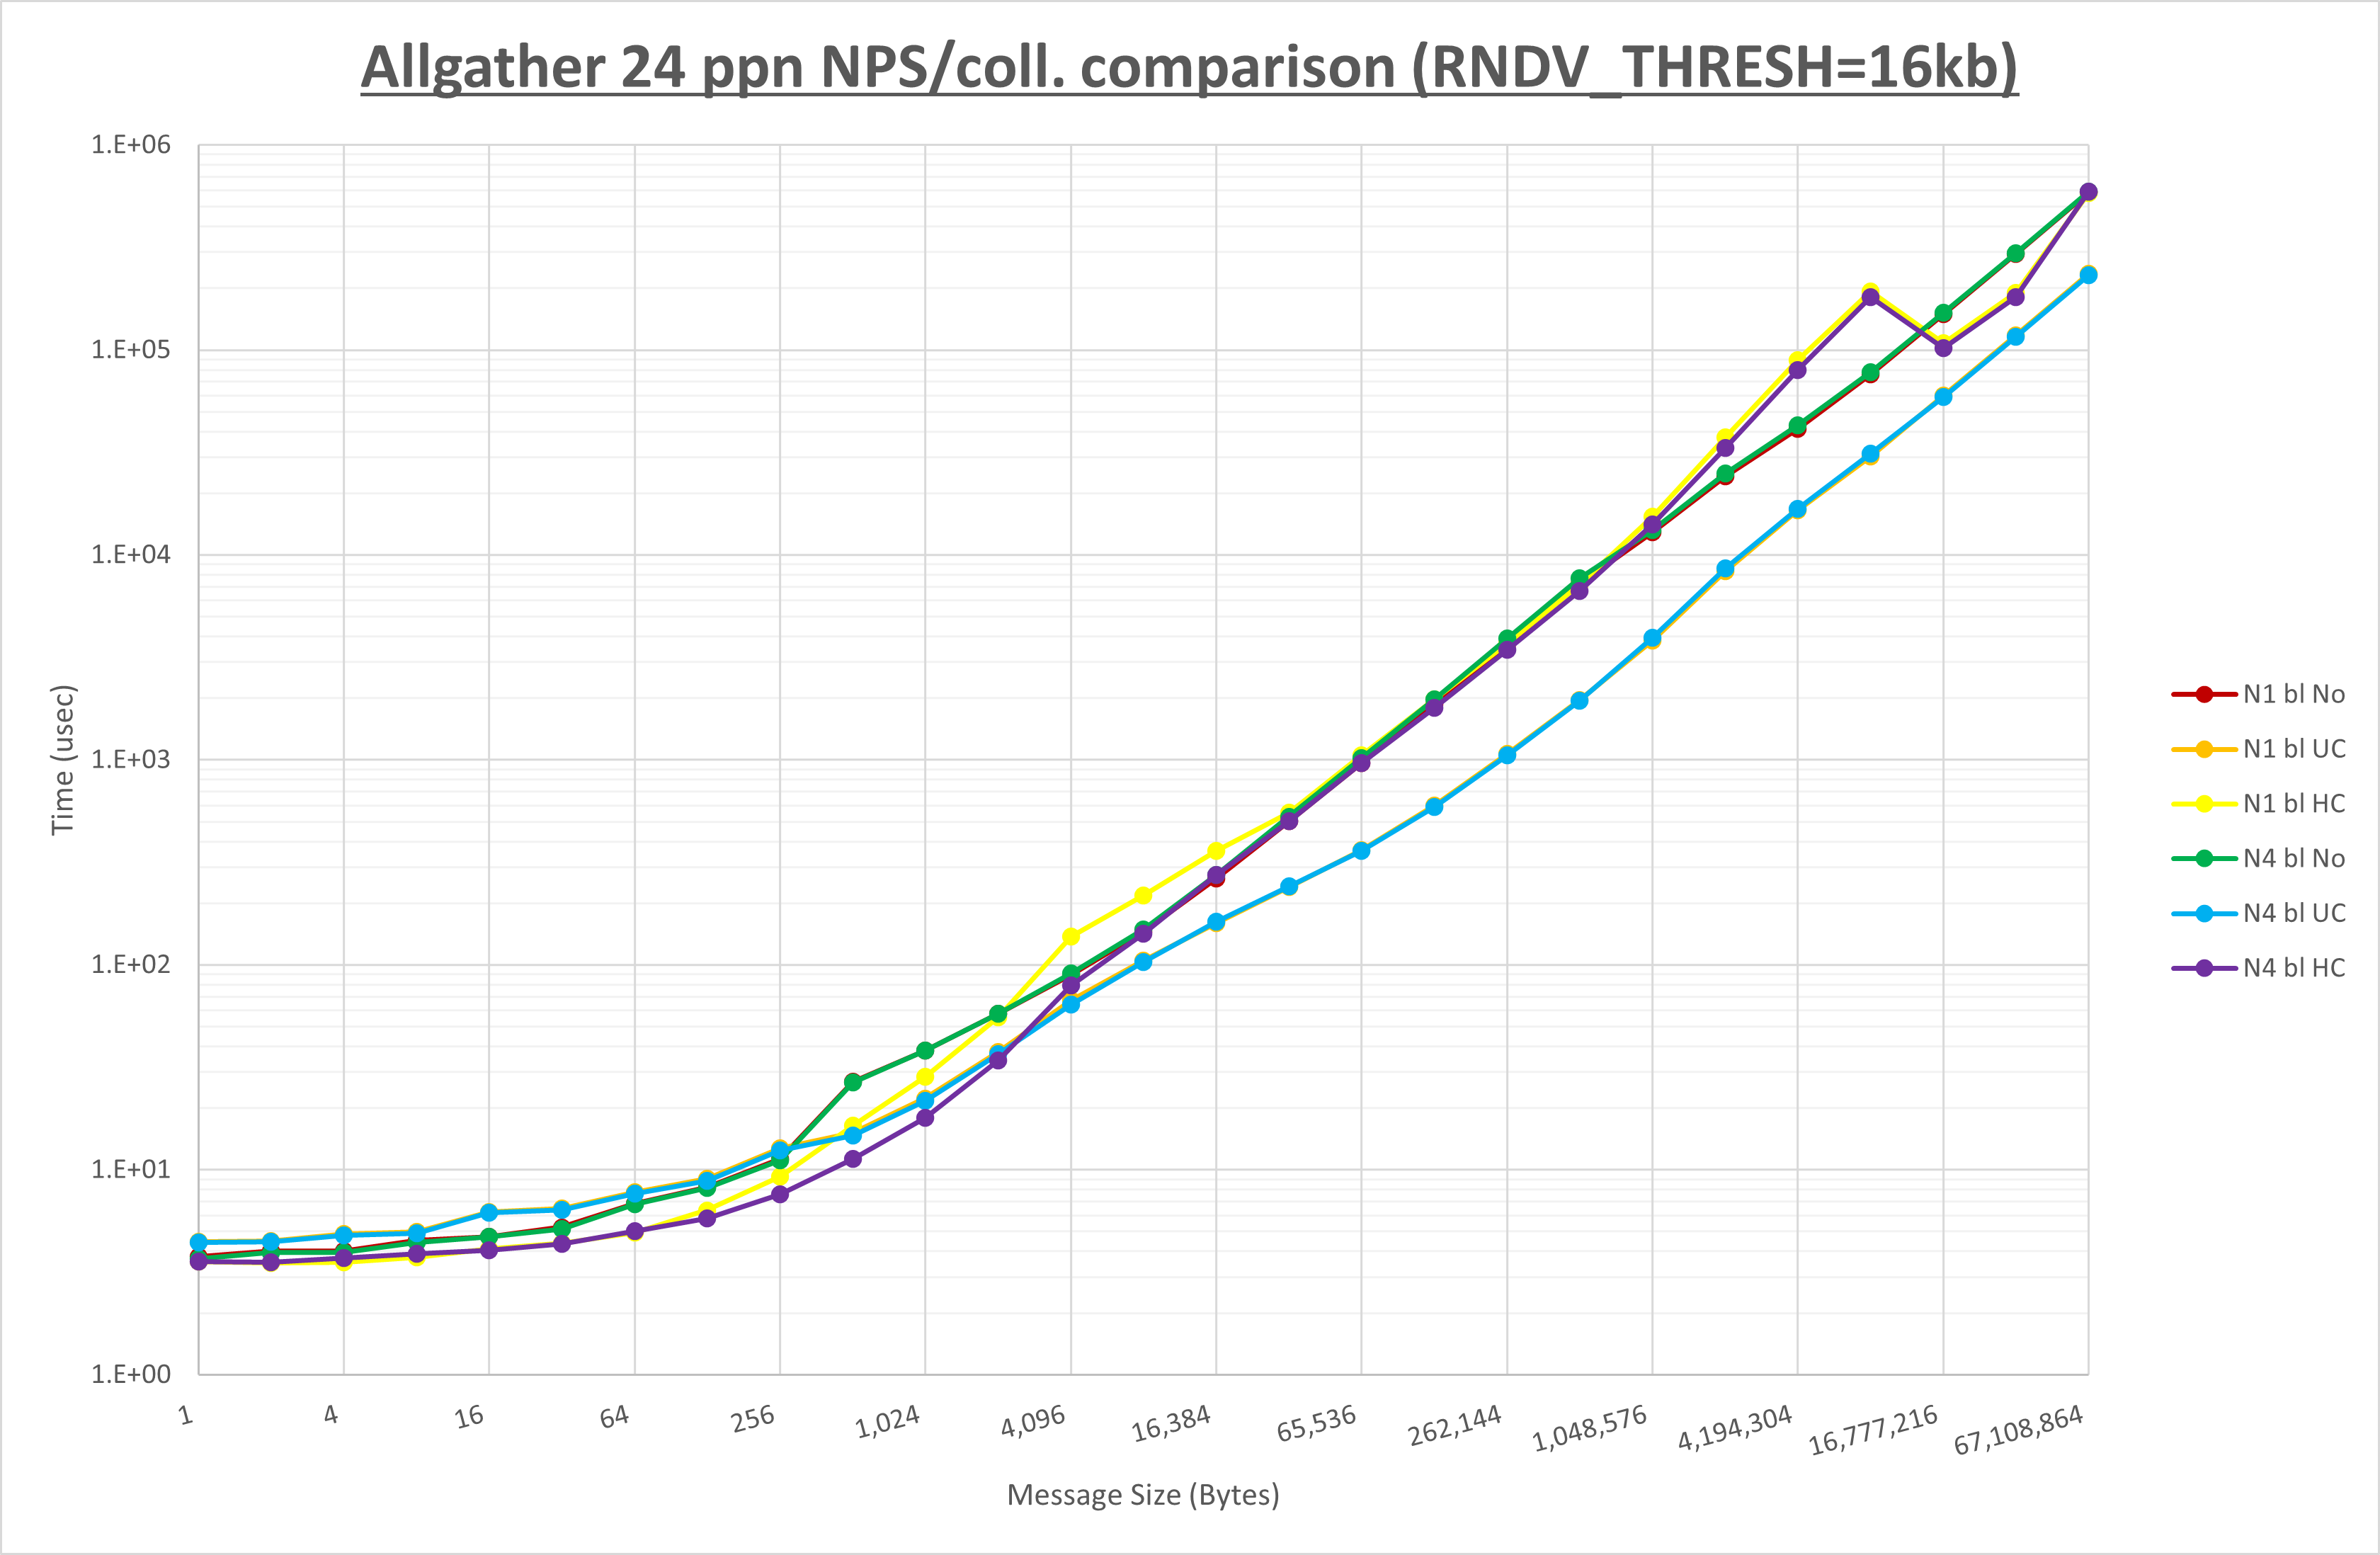 Allgather 24 ppn NPS/coll. comparison (RNDV_THRESH=16kb)
1.E+06
1.E+05
1.E+04
1.E+03
1.E+02
1.E+01
1.E+00
Time (usec)
1 4 16 64 256 1,024 4,096 16,384 65,536 262,144 1,048,576 4,194,304 16,777,216 67,108,864
Message Size (Bytes)
N1 bl No
N1 bl UC
N1 bl HC
N4 bl No
N4 bl UC
N4 bl HC